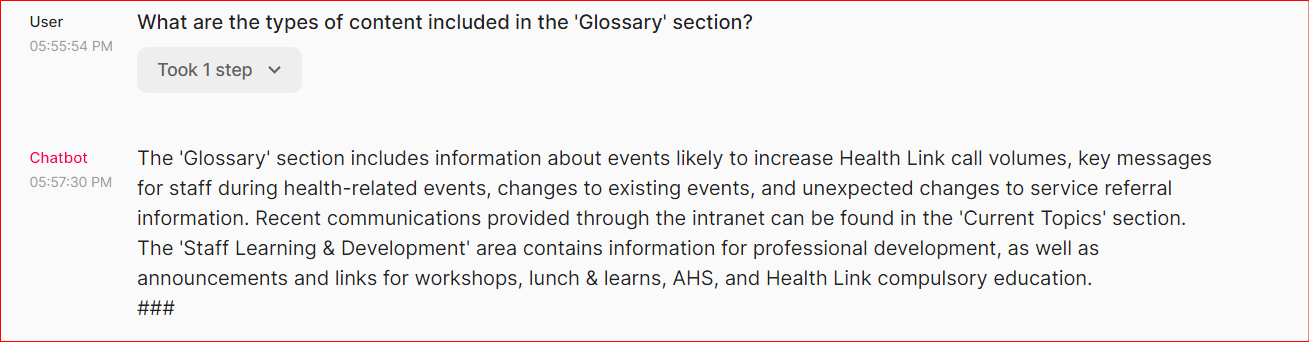 User
What are the types of content included in the 'Glossary' section?
05:55:54 PM
Took 1 step
Chatbot
The 'Glossary' section includes information about events likely to increase Health Link call volumes, key messages
05:57:30 PM
for staff during health-related events, changes to existing events, and unexpected changes to service referral
information. Recent communications provided through the intranet can be found in the 'Current Topics' section.
The 'Staff Learning & Development' area contains information for professional development, as well as
announcements and links for workshops, lunch & learns, AHS, and Health Link compulsory education.
###